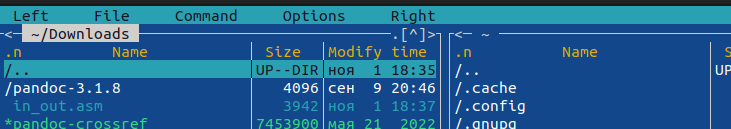 Left File Command Options Right
<- ~/Downloads .[^]> <- ~
.n Name Size Modify time .n Name
/.. UP--DIR ноя 1 18:35 /.. UP
/pandoc-3.1.8 4096 сен 9 20:46 /.cache
in_out.asm 3942 ноя 1 18:37 /.config
*pandoc-crossref 7453900 мая 21 2022 /.gnupg